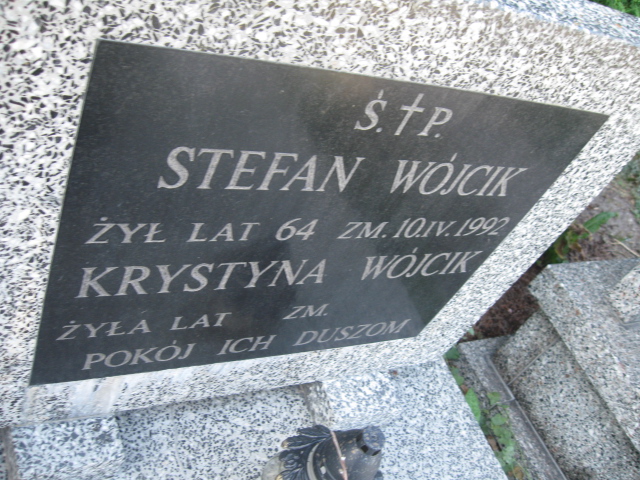 Ś.†P.
STEFAN WÓJCIK
ŻYŁ LAT 64 ZM. 10.IV.1992
KRYSTYNA WÓJCIK
ŻYŁA LAT ZM.
POKÓJ ICH DUSZOM